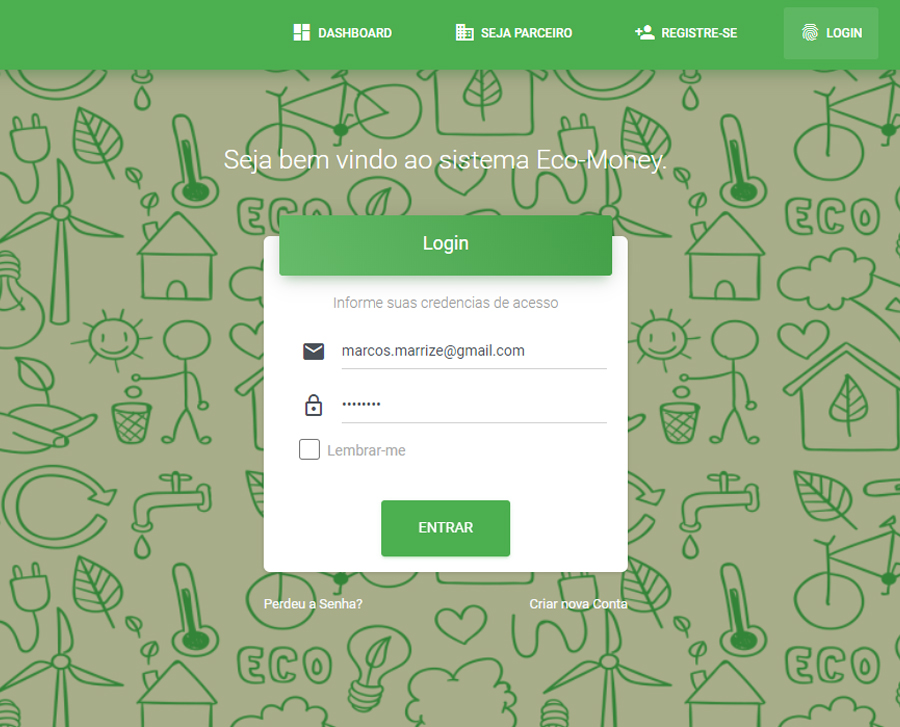 DASHBOARD SEJA PARCEIRO REGISTRE-SE LOGIN
Seja bem vindo ao sistema Eco-Money.
ECO ECO
Login
Informe suas credencias de acesso
marcos.marrize@gmail.com
••••••••
Lembrar-me
ENTRAR
Perdeu a Senha? Criar nova Conta
ECO ECO